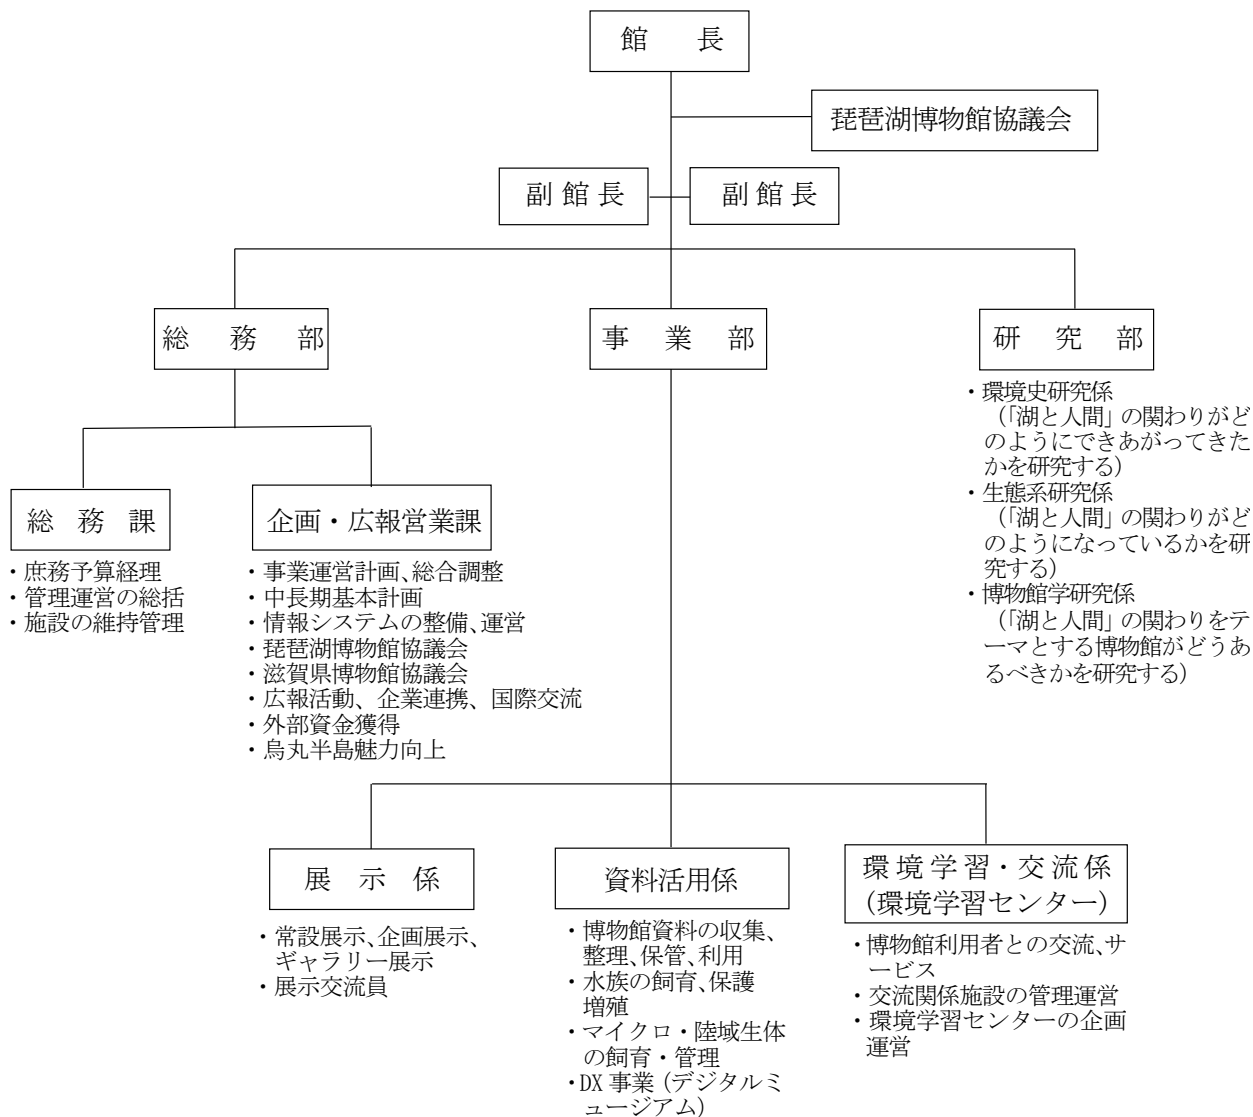 館長
琵琶湖博物館協議会
副館長
副館長
総務部
事業部
研究部
・環境史研究係
(「湖と人間」の関わりがど
のようにできあがってきた
かを研究する)
・生態系研究係
(「湖と人間」の関わりがど
のようになっているかを研
究する)
・博物館学研究係
(「湖と人間」の関わりをテ
ーマとする博物館がどうあ
るべきかを研究する)
総務課
・庶務予算経理
・管理運営の総括
・施設の維持管理
企画・広報営業課
・事業運営計画、総合調整
・中長期基本計画
・情報システムの整備、運営
・琵琶湖博物館協議会
・滋賀県博物館協議会
・広報活動、企業連携、国際交流
・外部資金獲得
・烏丸半島魅力向上
展示係
・常設展示、企画展示、
ギャラリー展示
・展示交流員
資料活用係
・博物館資料の収集、
整理、保管、利用
・水族の飼育、保護
増殖
・マイクロ・陸域生体
の飼育・管理
・DX 事業 (デジタルミ
ュージアム)
環境学習・交流係
(環境学習センター)
・博物館利用者との交流、サ
ービス
・交流関係施設の管理運営
・環境学習センターの企画
運営